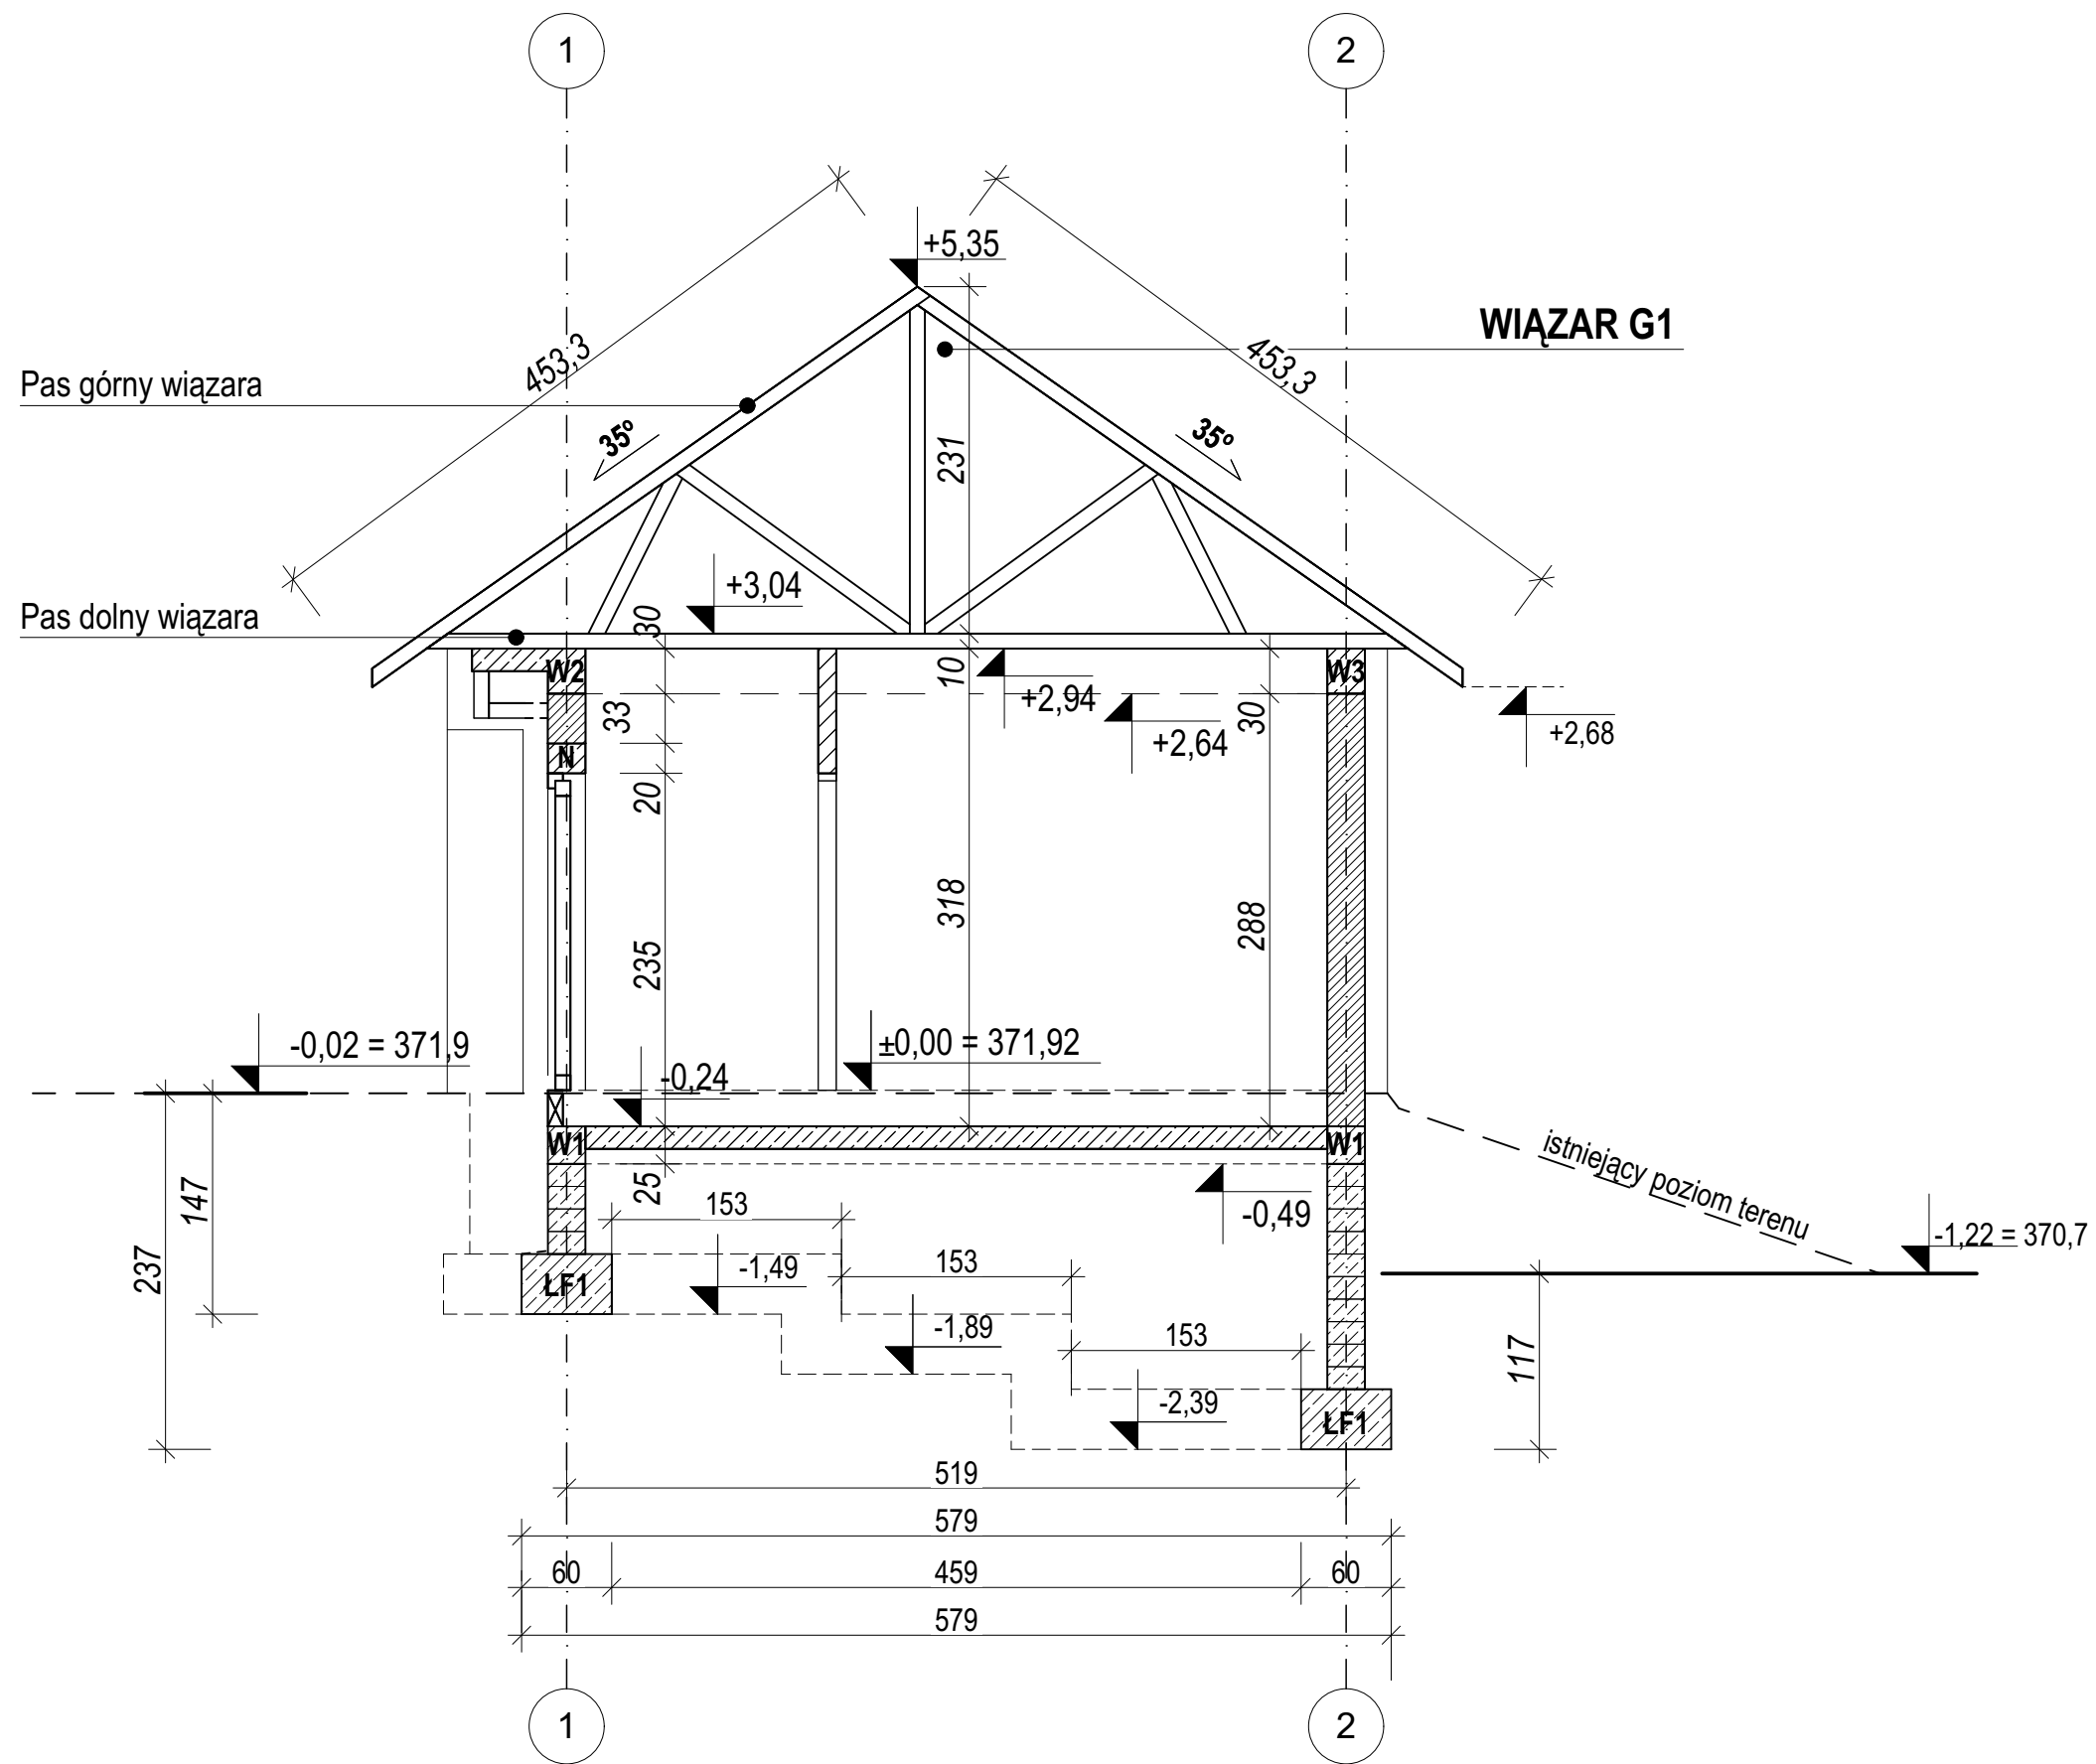 1
2
+5,35
WIĄZAR G1
453,3
453,3
Pas górny wiązara
35º
35º
231
+3,04
Pas dolny wiązara
30
W2
10
W3
+2,94
33
30
+2,64
+2,68
N
20
318
288
235
-0,02 = 371,9
±0,00 = 371,92
-0,24
W1
W1
istniejący poziom terenu
25
147
153
-0,49
-1,22 = 370,7
237
-1,49
153
ŁF1
-1,89
153
117
-2,39
ŁF1
519
579
60
459
60
579
1
2